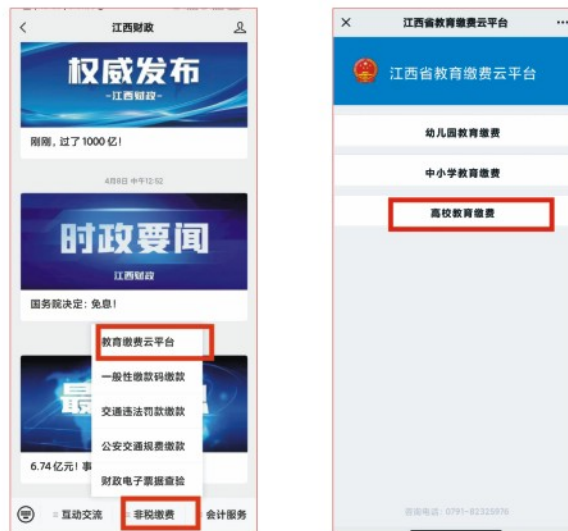 江西财政
权威发布
-江西财政-
刚刚，过了1000亿！
4月8日 中午12:52
时政要闻
江西财政
国务院决定：免息！
教育缴费云平台
一般性缴款码缴款
交通违法罚款缴款
公安交通规费缴款
财政电子票据查验
6.74亿元！事
互动交流
非税缴费
会计服务
江西省教育缴费云平台
江西省教育缴费云平台
幼儿园教育缴费
中小学教育缴费
高校教育缴费
咨询电话：0791-82325976